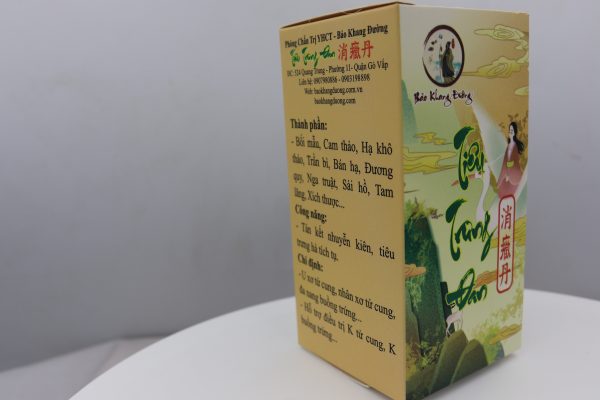 Phòng Chẩn Trị YHCT - Bảo Khang Đường
Tiêu Trưng Đan 消癥丹
ĐC: 524 Quang Trung - Phường 11- Quận Gò Vấp
Liên hệ: 0907980886 - 0903198898
Web: baokhangduong.com.vn
baokhangduong.com
Thành phần:
- Bối mẫu, Cam thảo, Hạ khô
thảo, Trần bì, Bán hạ, Đương
quy, Nga truật, Sài hồ, Tam
lăng, Xích thược...
Công năng:
- Tán kết nhuyễn kiên, tiêu
trưng hà tích tụ.
Chỉ định:
- U xơ tử cung, nhân xơ tử cung,
đa nang buồng trứng...
- Hỗ trợ điều trị K tử cung, K
buồng trứng...
Bảo Khang Đường
Tiêu
Trưng
Đan
消癥丹